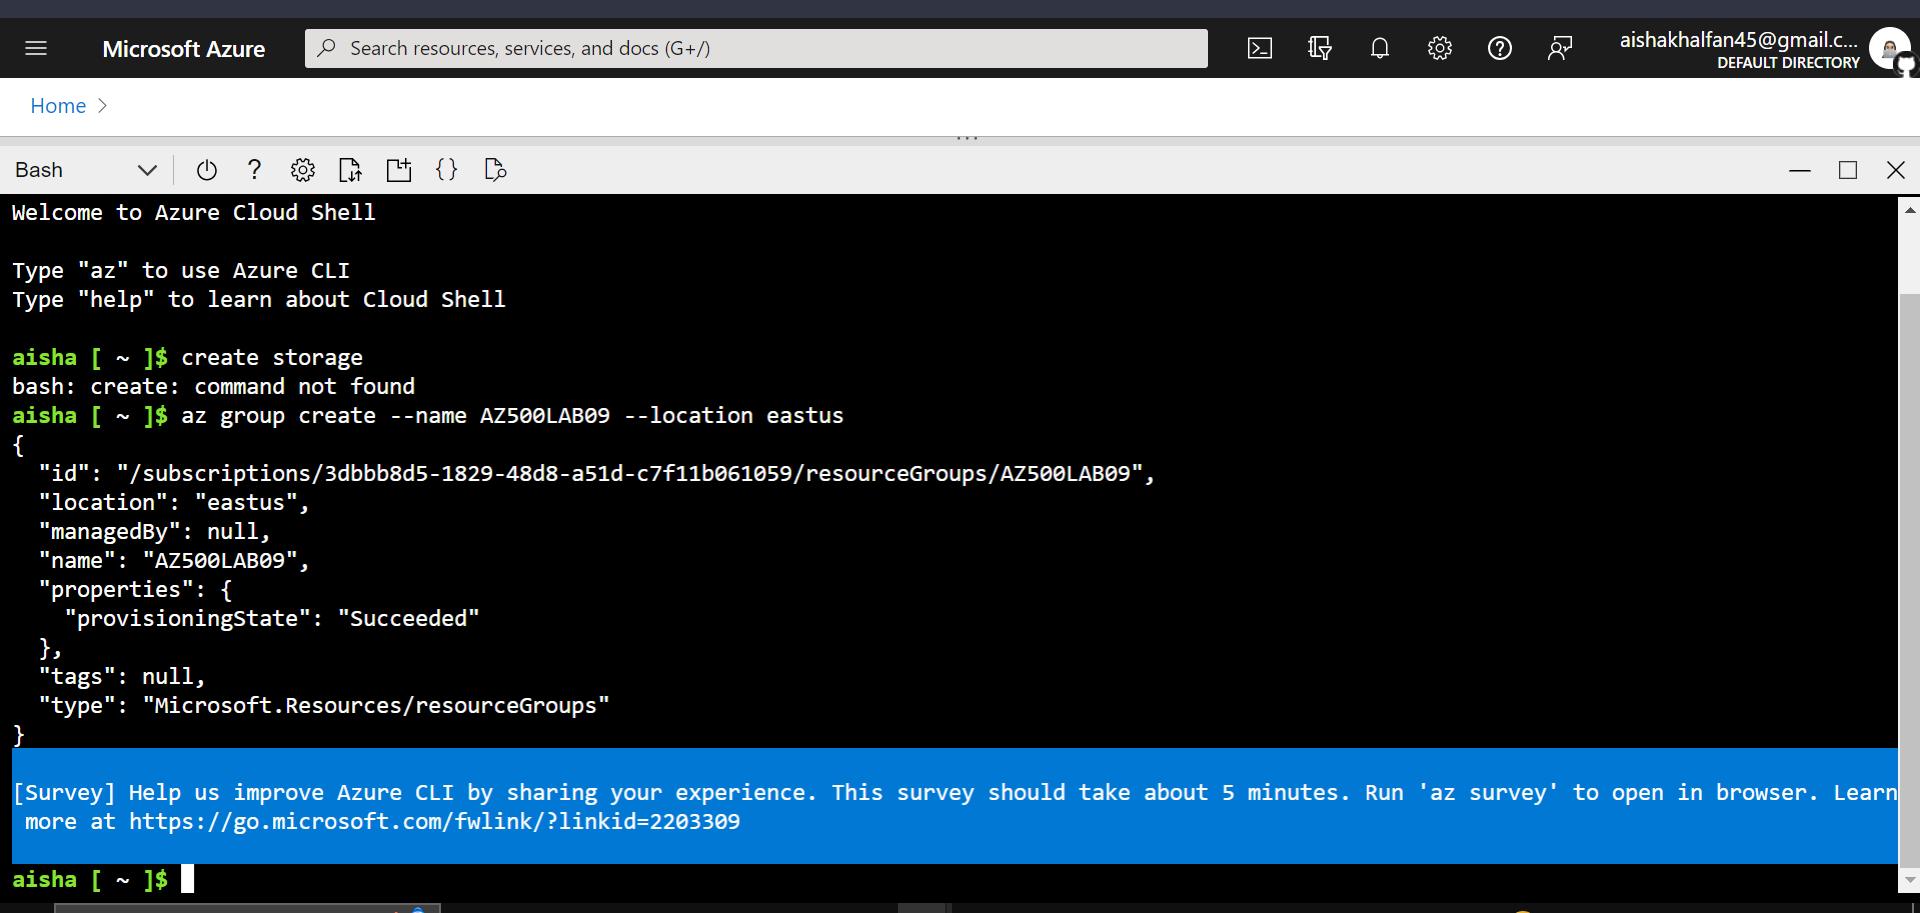 Microsoft Azure
Search resources, services, and docs (G+/)
aishakhalfan45@gmail.c...
DEFAULT DIRECTORY
Home >
Bash
Welcome to Azure Cloud Shell
Type "az" to use Azure CLI
Type "help" to learn about Cloud Shell
aisha [ ~ ]$ create storage
bash: create: command not found
aisha [ ~ ]$ az group create --name AZ500LAB09 --location eastus
{
  "id": "/subscriptions/3dbbb8d5-1829-48d8-a51d-c7f11b061059/resourceGroups/AZ500LAB09",
  "location": "eastus",
  "managedBy": null,
  "name": "AZ500LAB09",
  "properties": {
    "provisioningState": "Succeeded"
  },
  "tags": null,
  "type": "Microsoft.Resources/resourceGroups"
}
[Survey] Help us improve Azure CLI by sharing your experience. This survey should take about 5 minutes. Run 'az survey' to open in browser. Learn
 more at https://go.microsoft.com/fwlink/?linkid=2203309
aisha [ ~ ]$